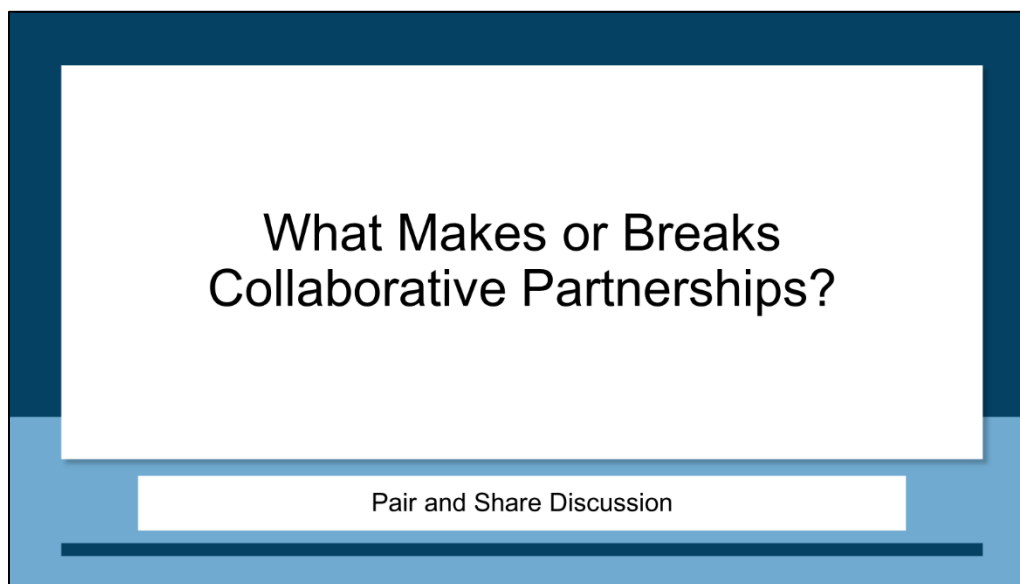 What Makes or Breaks
Collaborative Partnerships?
Pair and Share Discussion